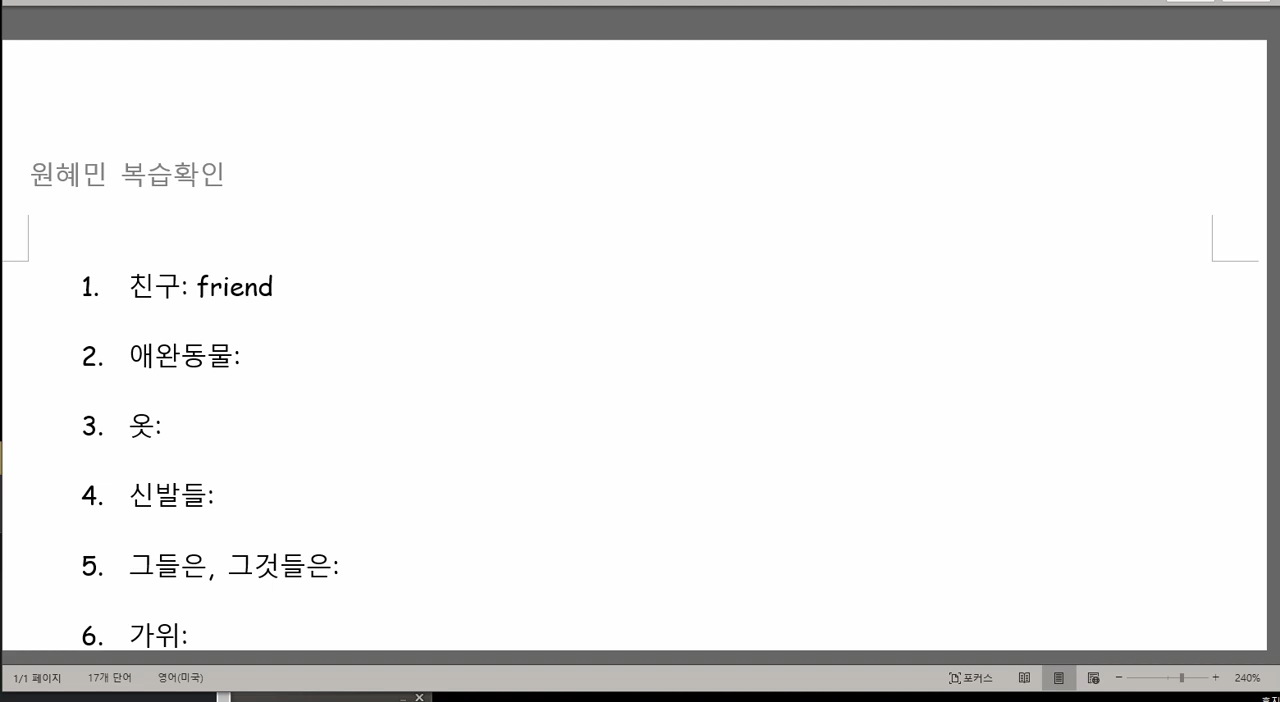 원혜민 복습확인
1. 친구: friend
2. 애완동물:
3. 옷:
4. 신발들:
5. 그들은, 그것들은:
6. 가위:
1/1 페이지 17개 단어 영어(미국) 포커스 240%